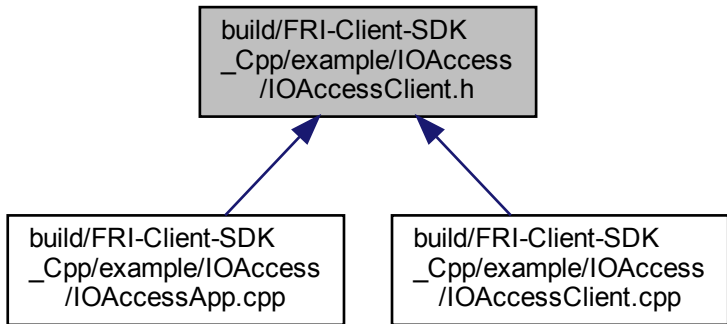 build/FRI-Client-SDK
_Cpp/example/IOAccess
/IOAccessClient.h
build/FRI-Client-SDK
_Cpp/example/IOAccess
/IOAccessApp.cpp
build/FRI-Client-SDK
_Cpp/example/IOAccess
/IOAccessClient.cpp